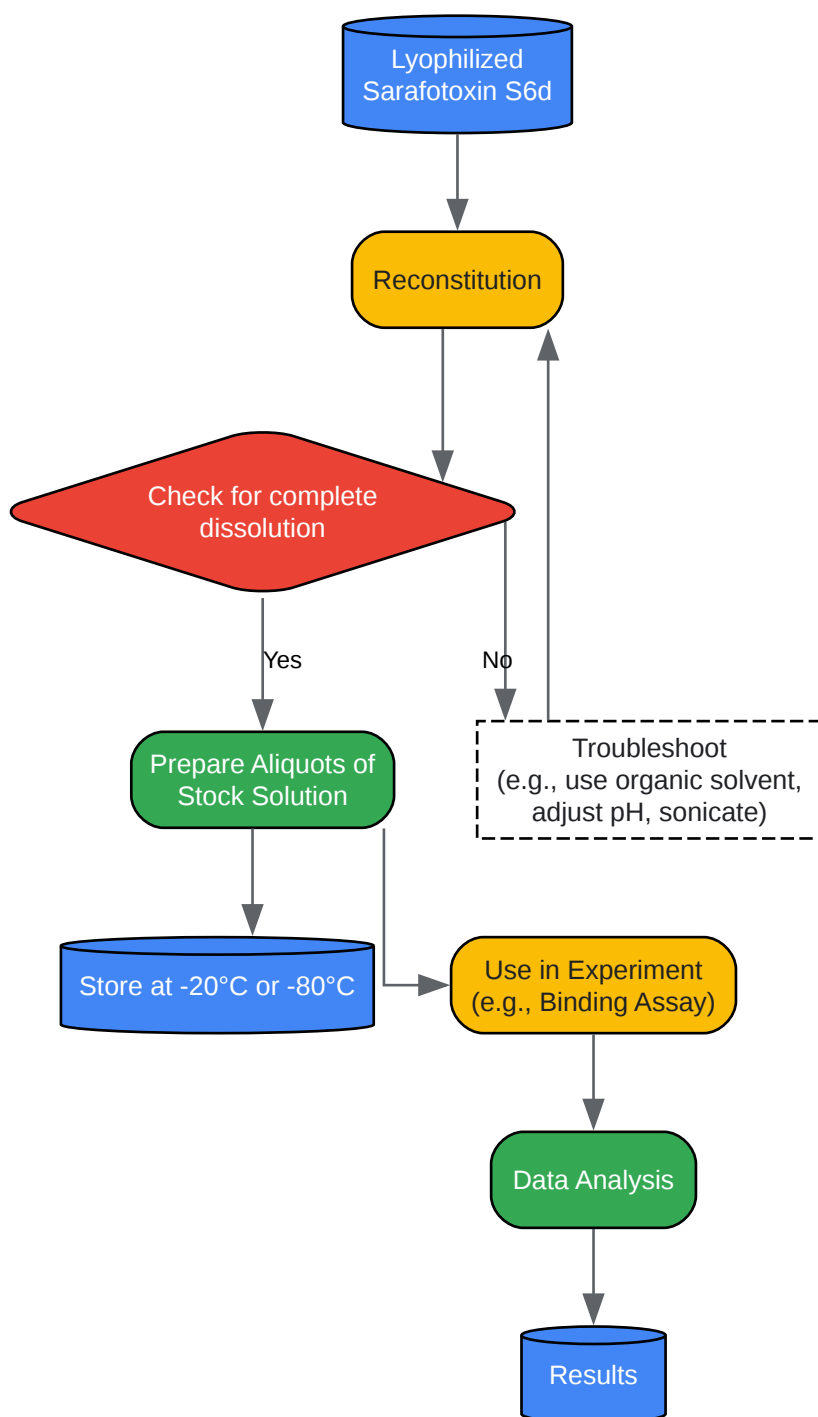 Lyophilized
Sarafotoxin S6d
Reconstitution
Check for complete
dissolution
Yes
No
Troubleshoot
(e.g., use organic solvent,
adjust pH, sonicate)
Prepare Aliquots of
Stock Solution
Store at -20°C or -80°C
Use in Experiment
(e.g., Binding Assay)
Data Analysis
Results